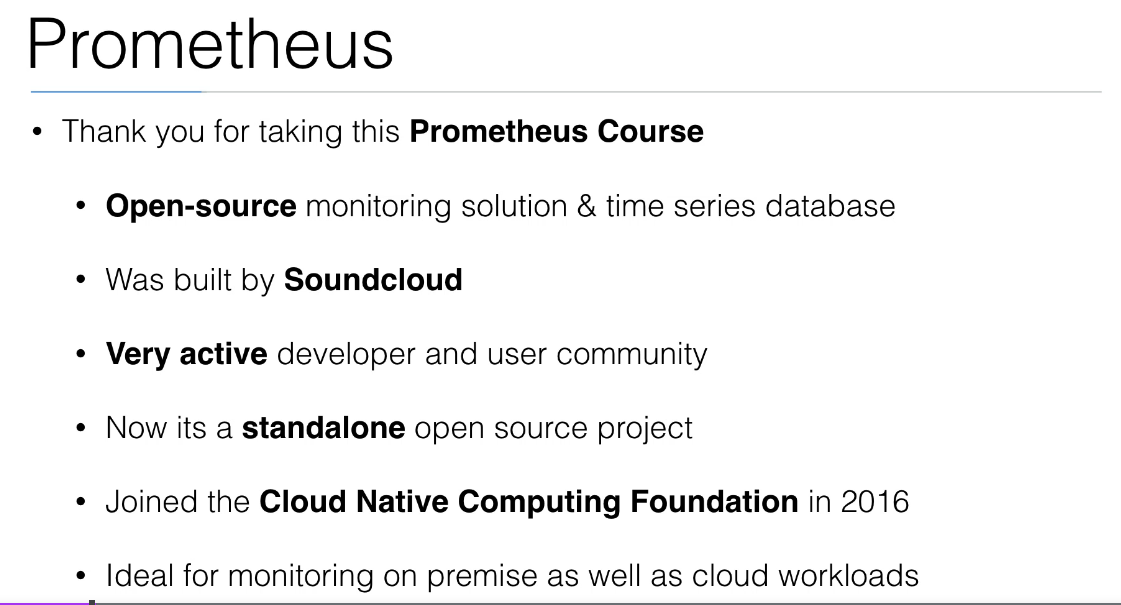 Prometheus
• Thank you for taking this Prometheus Course
• Open-source monitoring solution & time series database
• Was built by Soundcloud
• Very active developer and user community
• Now its a standalone open source project
• Joined the Cloud Native Computing Foundation in 2016
• Ideal for monitoring on premise as well as cloud workloads